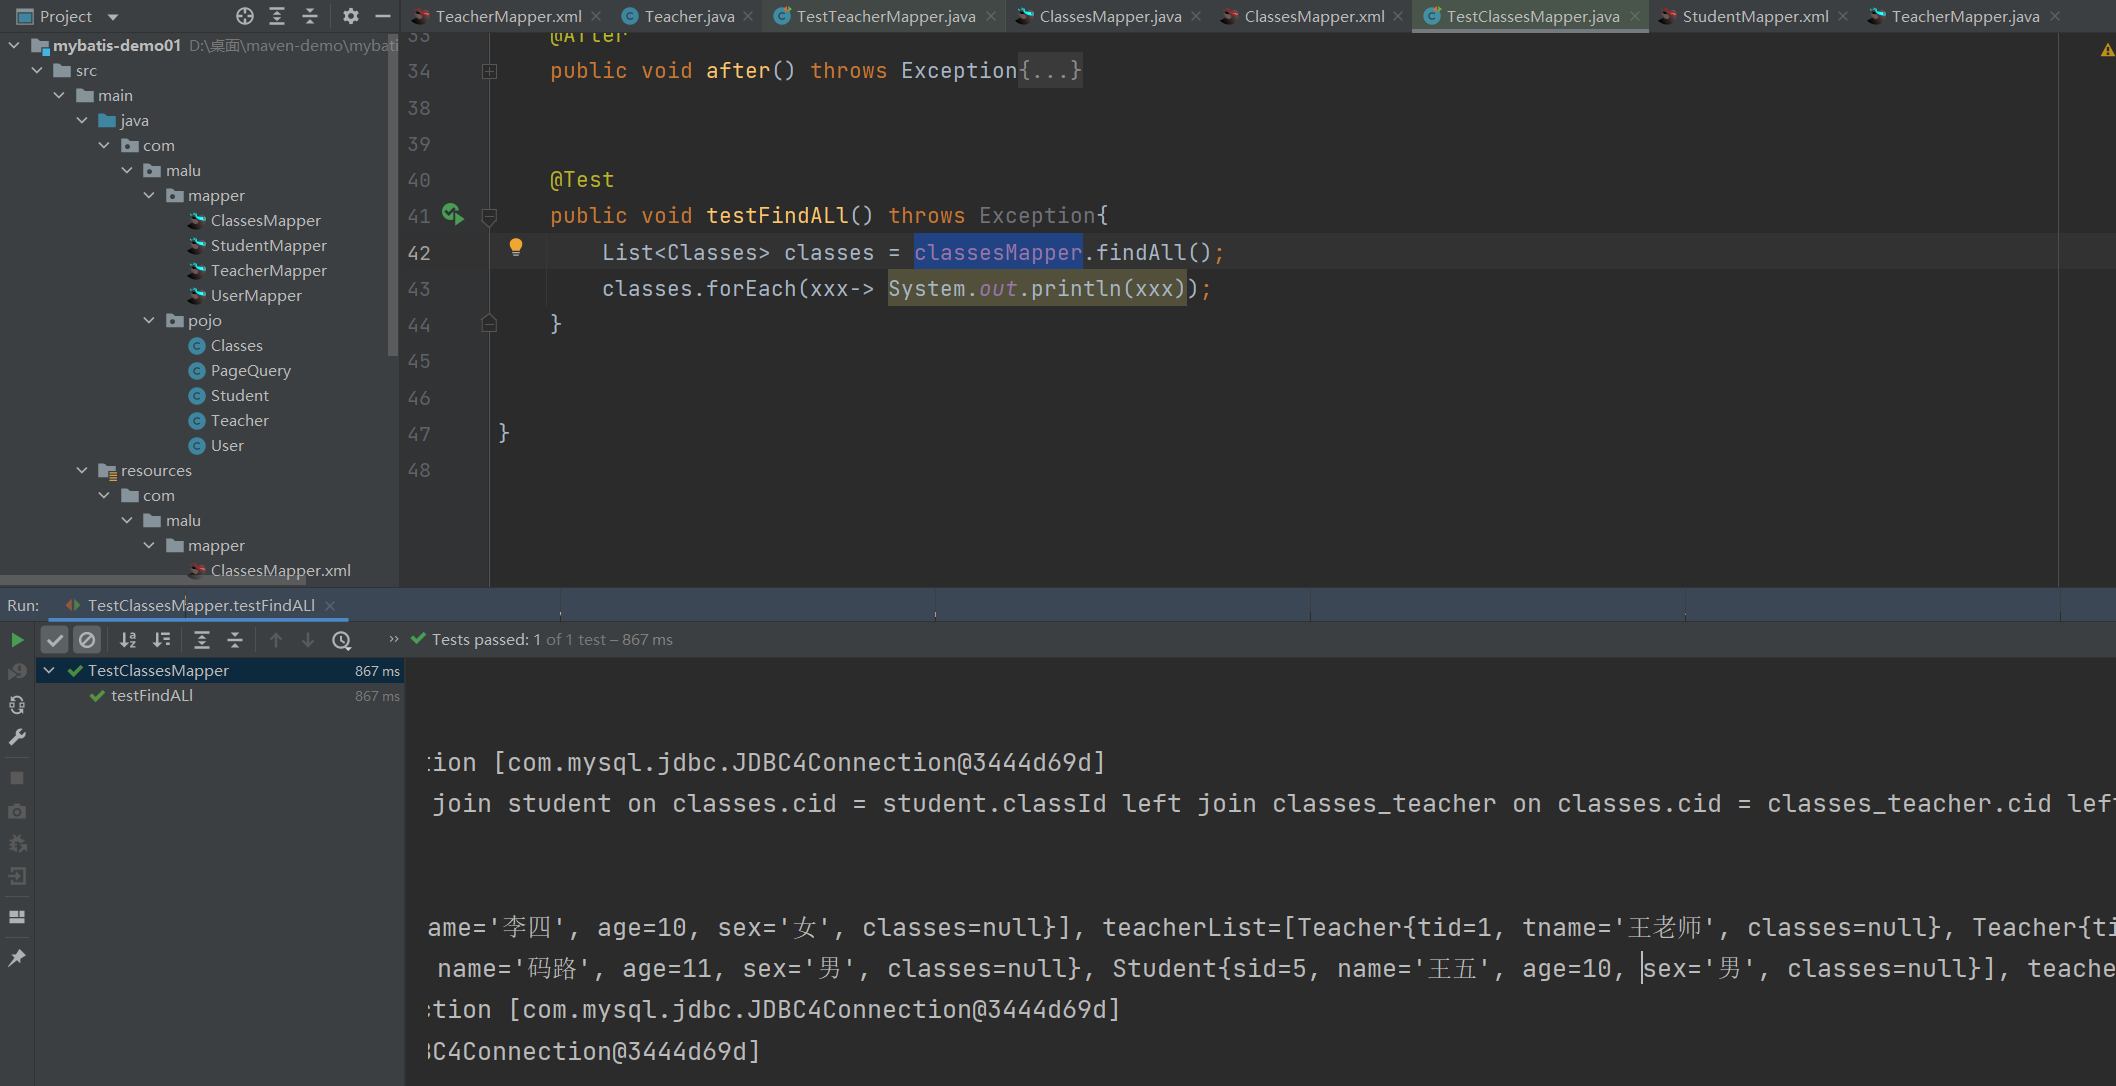 Project
TeacherMapper.xml
Teacher.java
TestTeacherMapper.java
ClassesMapper.java
ClassesMapper.xml
TestClassesMapper.java
StudentMapper.xml
TeacherMapper.java
mybatis-demo01 D:\桌面\maven-demo\mybati
src
main
java
com
malu
mapper
ClassesMapper
StudentMapper
TeacherMapper
UserMapper
pojo
Classes
PageQuery
Student
Teacher
User
resources
com
malu
mapper
ClassesMapper.xml
33 @After
34 public void after() throws Exception{...}
38
39
40 @Test
41 public void testFindALl() throws Exception{
42 List<Classes> classes = classesMapper.findAll();
43 classes.forEach(xxx-> System.out.println(xxx));
44 }
45
46
47 }
48
Run: TestClassesMapper.testFindALl
Tests passed: 1 of 1 test – 867 ms
TestClassesMapper 867 ms
testFindALl 867 ms
tion [com.mysql.jdbc.JDBC4Connection@3444d69d]
join student on classes.cid = student.classId left join classes_teacher on classes.cid = classes_teacher.cid left
ame='李四', age=10, sex='女', classes=null}], teacherList=[Teacher{tid=1, tname='王老师', classes=null}, Teacher{ti
name='码路', age=11, sex='男', classes=null}, Student{sid=5, name='王五', age=10, sex='男', classes=null}], teache
ction [com.mysql.jdbc.JDBC4Connection@3444d69d]
BC4Connection@3444d69d]